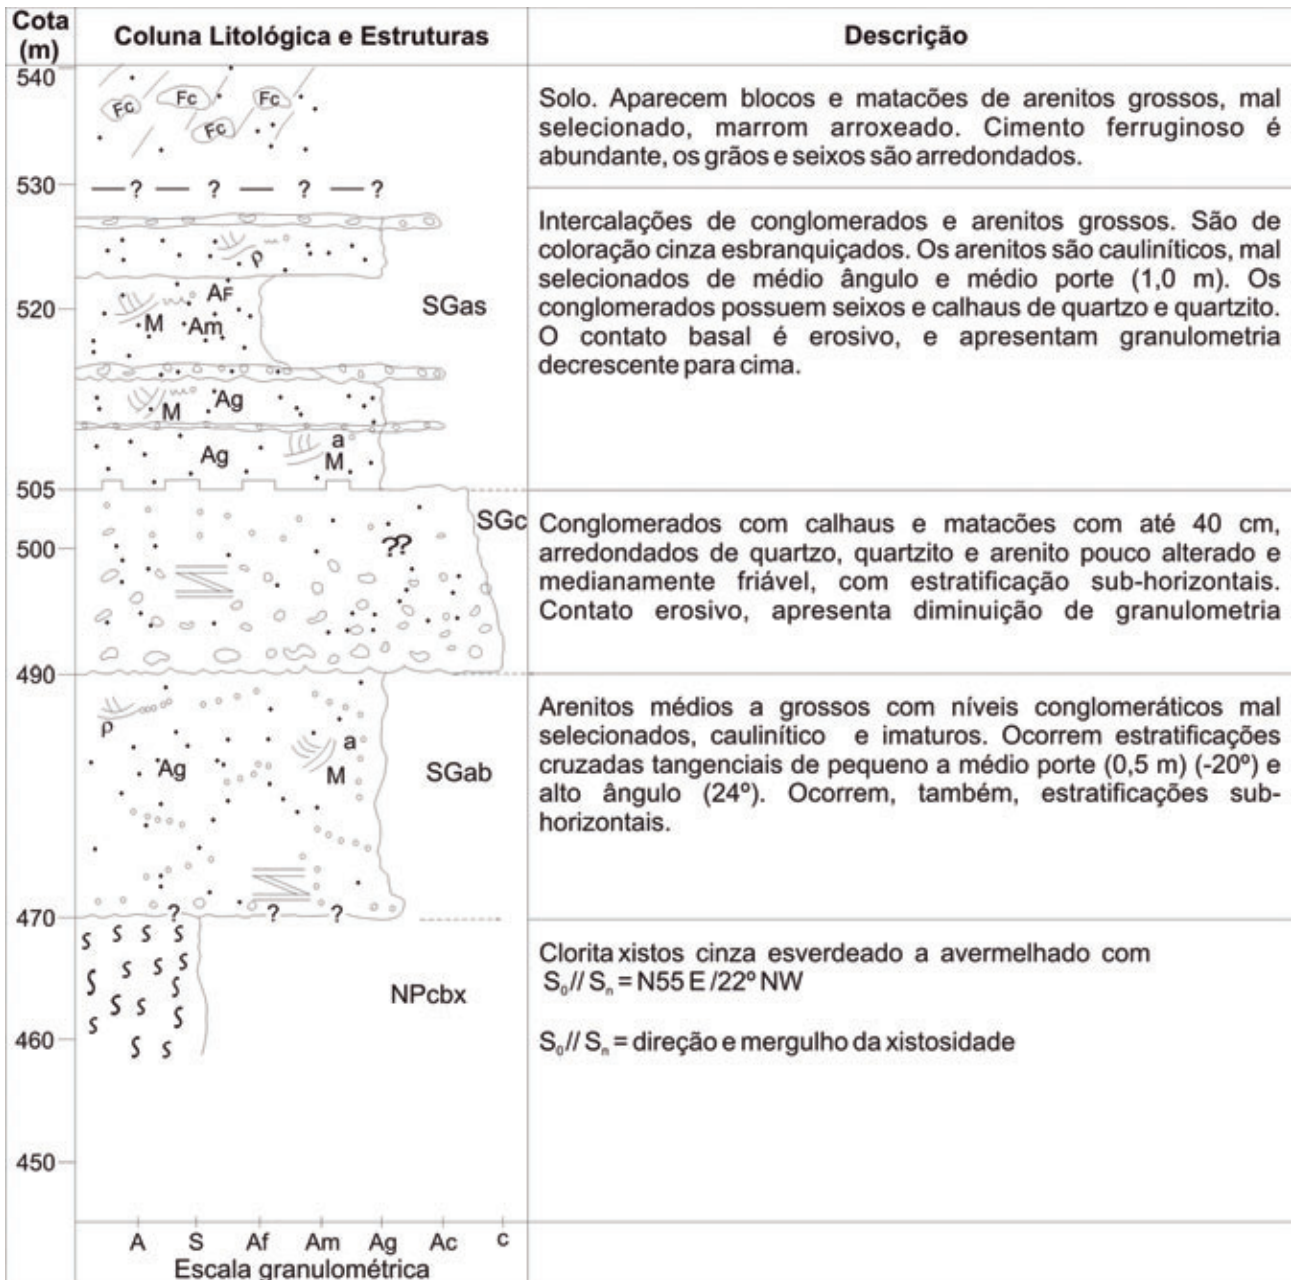 Cota (m)
Coluna Litológica e Estruturas
Descrição
540
Fc Fc Fc
Fc
Solo. Aparecem blocos e matacões de arenitos grossos, mal
selecionado, marrom arroxeado. Cimento ferruginoso é
abundante, os grãos e seixos são arredondados.
530
? ? ? ?
ρ
AF
520
M Am
SGas
M Ag
a
Ag M
Intercalações de conglomerados e arenitos grossos. São de
coloração cinza esbranquiçados. Os arenitos são cauliníticos, mal
selecionados de médio ângulo e médio porte (1,0 m). Os
conglomerados possuem seixos e calhaus de quartzo e quartzito.
O contato basal é erosivo, e apresentam granulometria
decrescente para cima.
505
SGc
500
??
Conglomerados com calhaus e matacões com até 40 cm,
arredondados de quartzo, quartzito e arenito pouco alterado e
medianamente friável, com estratificação sub-horizontais.
Contato erosivo, apresenta diminuição de granulometria
490
ρ
a
Ag M
SGab
Arenitos médios a grossos com níveis conglomeráticos mal
selecionados, caulinítico e imaturos. Ocorrem estratificações
cruzadas tangenciais de pequeno a médio porte (0,5 m) (-20º) e
alto ângulo (24º). Ocorrem, também, estratificações sub-
horizontais.
470
? ? ?
S S S S
S S S
S S
S S S
S S
S S
NPcbx
460
Clorita xistos cinza esverdeado a avermelhado com
S₀// Sₙ = N55 E /22º NW
S₀// Sₙ = direção e mergulho da xistosidade
450
A S Af Am Ag Ac c
Escala granulométrica